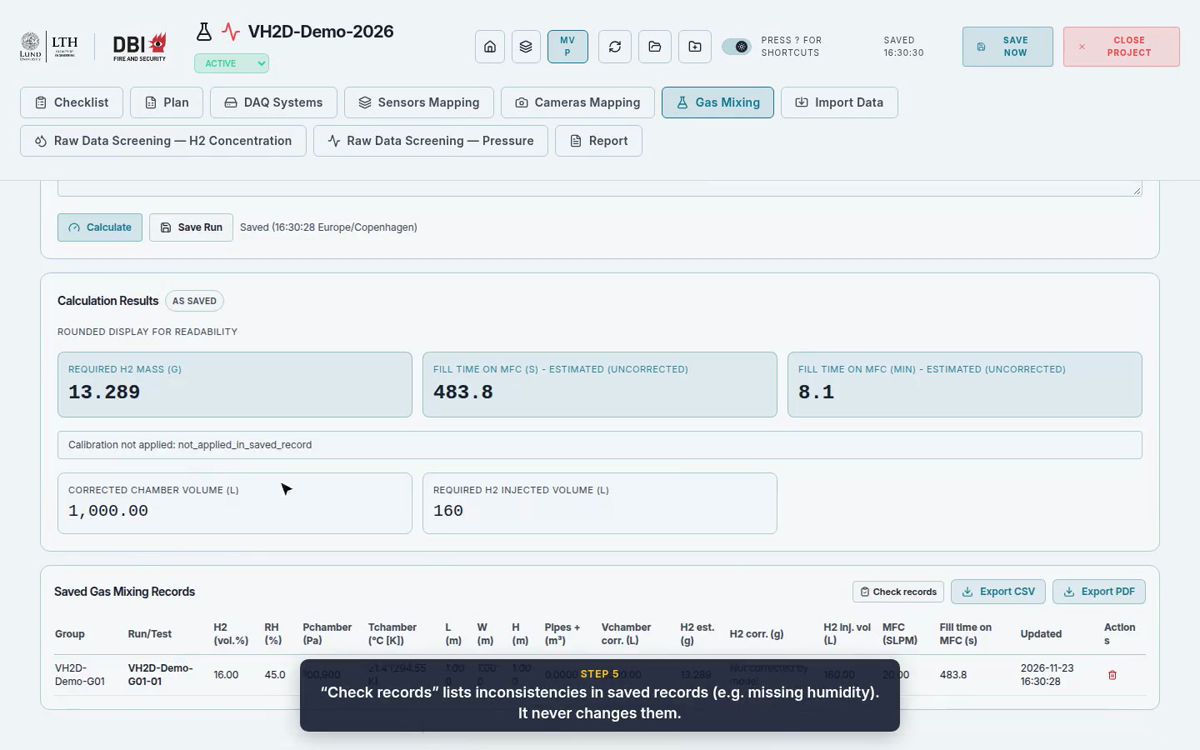 LUND
LTH
DBI
FIRE AND SECURITY
VH2D-Demo-2026
ACTIVE
MV
P
PRESS ? FOR
SHORTCUTS
SAVED
16:30:30
SAVE
NOW
CLOSE
PROJECT
Checklist
Plan
DAQ Systems
Sensors Mapping
Cameras Mapping
Gas Mixing
Import Data
Raw Data Screening — H2 Concentration
Raw Data Screening — Pressure
Report
Calculate
Save Run
Saved (16:30:28 Europe/Copenhagen)
Calculation Results
AS SAVED
ROUNDED DISPLAY FOR READABILITY
REQUIRED H2 MASS (G)
13.289
FILL TIME ON MFC (S) - ESTIMATED (UNCORRECTED)
483.8
FILL TIME ON MFC (MIN) - ESTIMATED (UNCORRECTED)
8.1
Calibration not applied: not_applied_in_saved_record
CORRECTED CHAMBER VOLUME (L)
1,000.00
REQUIRED H2 INJECTED VOLUME (L)
160
Saved Gas Mixing Records
Check records
Export CSV
Export PDF
Group
Run/Test
H2
(vol.%)
RH
(%)
Pchamber
(Pa)
Tchamber
(°C [K])
L
(m)
W
(m)
H
(m)
Pipes +
(m³)
Vchamber
corr. (L)
H2 est.
(g)
H2 corr. (g)
H2 inj. vol
(L)
MFC
(SLPM)
Fill time on
MFC (s)
Updated
Action
s
VH2D-
Demo-G01
VH2D-Demo-
G01-01
16.00
45.0
483.8
2026-11-23
16:30:28
STEP 5
“Check records” lists inconsistencies in saved records (e.g. missing humidity).
It never changes them.